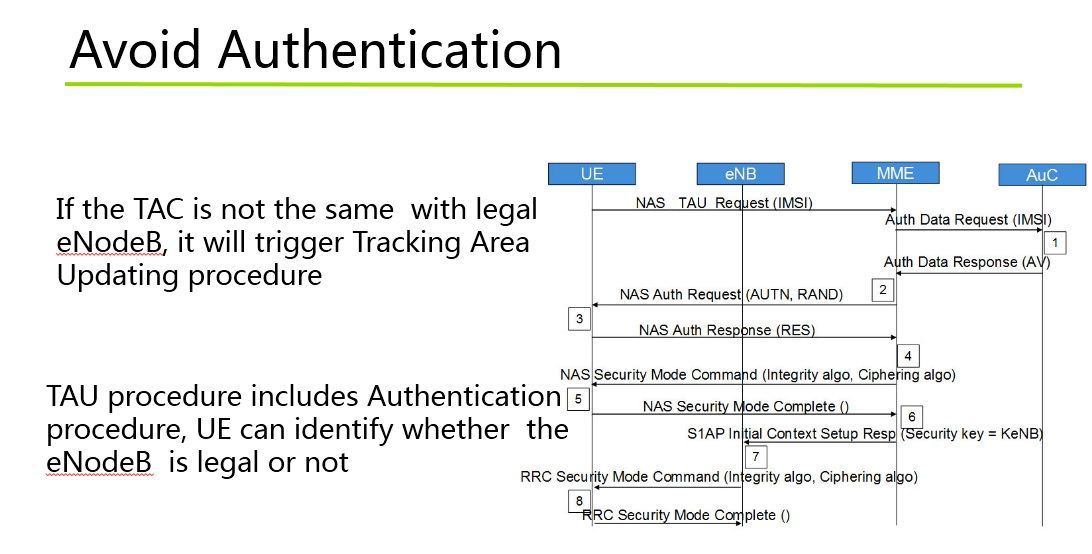 Avoid Authentication
If the TAC is not the same with legal
eNodeB, it will trigger Tracking Area
Updating procedure
TAU procedure includes Authentication
procedure, UE can identify whether the
eNodeB is legal or not
UE
eNB
MME
AuC
NAS TAU Request (IMSI)
Auth Data Request (IMSI)
1
Auth Data Response (AV)
2
NAS Auth Request (AUTN, RAND)
3
NAS Auth Response (RES)
4
NAS Security Mode Command (Integrity algo, Ciphering algo)
5
NAS Security Mode Complete ()
6
S1AP Initial Context Setup Resp (Security key = KeNB)
7
RRC Security Mode Command (Integrity algo, Ciphering algo)
8
RRC Security Mode Complete ()